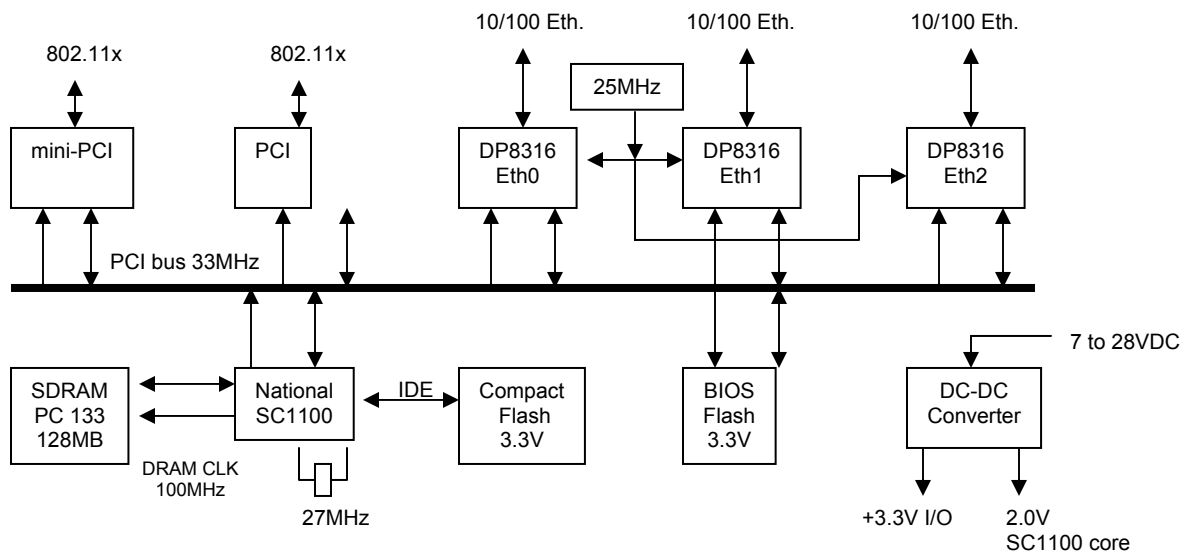 10/100 Eth.
10/100 Eth.
10/100 Eth.
802.11x
802.11x
25MHz
mini-PCI
PCI
DP8316
Eth0
DP8316
Eth1
DP8316
Eth2
PCI bus 33MHz
7 to 28VDC
SDRAM
PC 133
128MB
National
SC1100
IDE
Compact
Flash
3.3V
BIOS
Flash
3.3V
DC-DC
Converter
DRAM CLK
100MHz
27MHz
+3.3V I/O
2.0V
SC1100 core